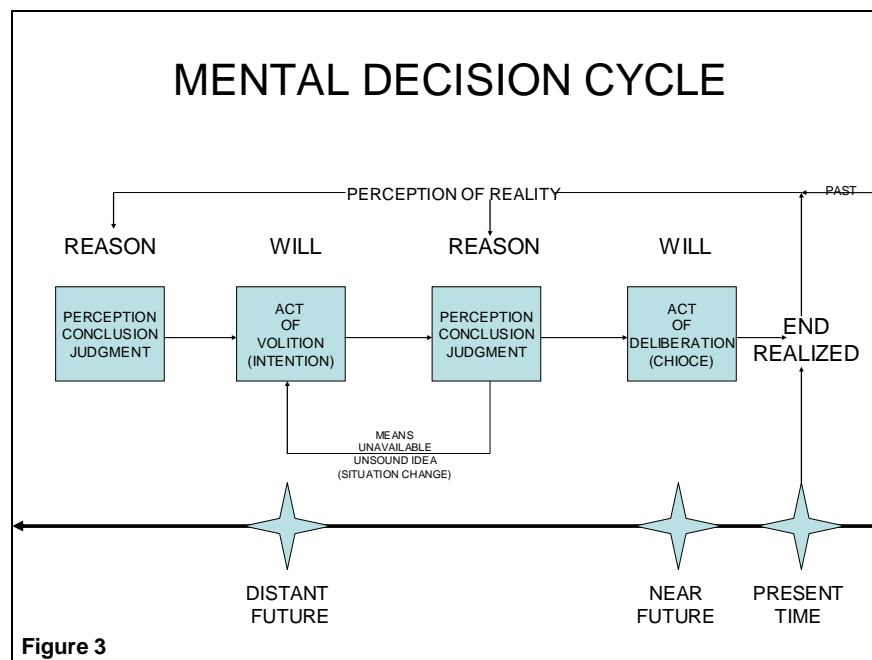 MENTAL DECISION CYCLE
PERCEPTION OF REALITY
PAST
REASON
WILL
REASON
WILL
PERCEPTION
CONCLUSION
JUDGMENT
ACT
OF
VOLITION
(INTENTION)
PERCEPTION
CONCLUSION
JUDGMENT
ACT
OF
DELIBERATION
(CHIOCE)
END
REALIZED
MEANS
UNAVAILABLE
UNSOUND IDEA
(SITUATION CHANGE)
DISTANT
FUTURE
NEAR
FUTURE
PRESENT
TIME
Figure 3